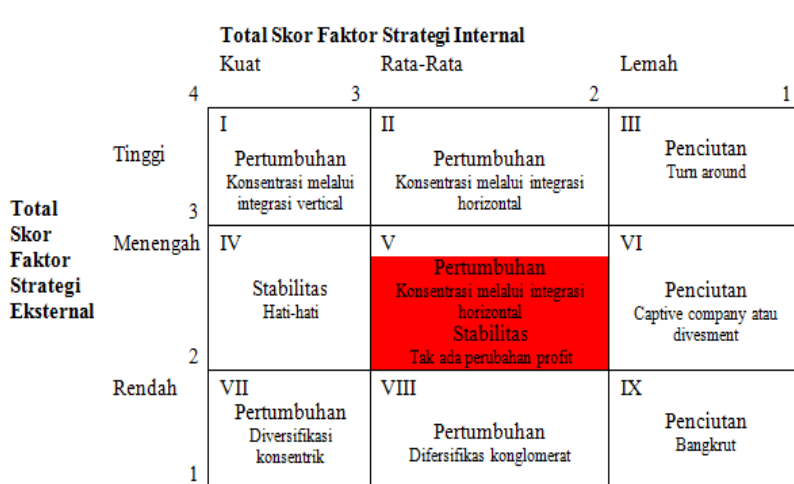 Total Skor Faktor Strategi Internal
Kuat Rata-Rata Lemah
4 3 2 1
Tinggi
I
Pertumbuhan
Konsentrasi melalui
integrasi vertical
II
Pertumbuhan
Konsentrasi melalui integrasi
horizontal
III
Penciutan
Turn around
Total
Skor
Faktor
Strategi
Eksternal
3
Menengah
IV
Stabilitas
Hati-hati
V
Pertumbuhan
Konsentrasi melalui integrasi
horizontal
Stabilitas
Tak ada perubahan profit
VI
Penciutan
Captive company atau
divesment
2
Rendah
VII
Pertumbuhan
Diversifikasi
konsentrik
VIII
Pertumbuhan
Difersifikas konglomerat
IX
Penciutan
Bangkrut
1